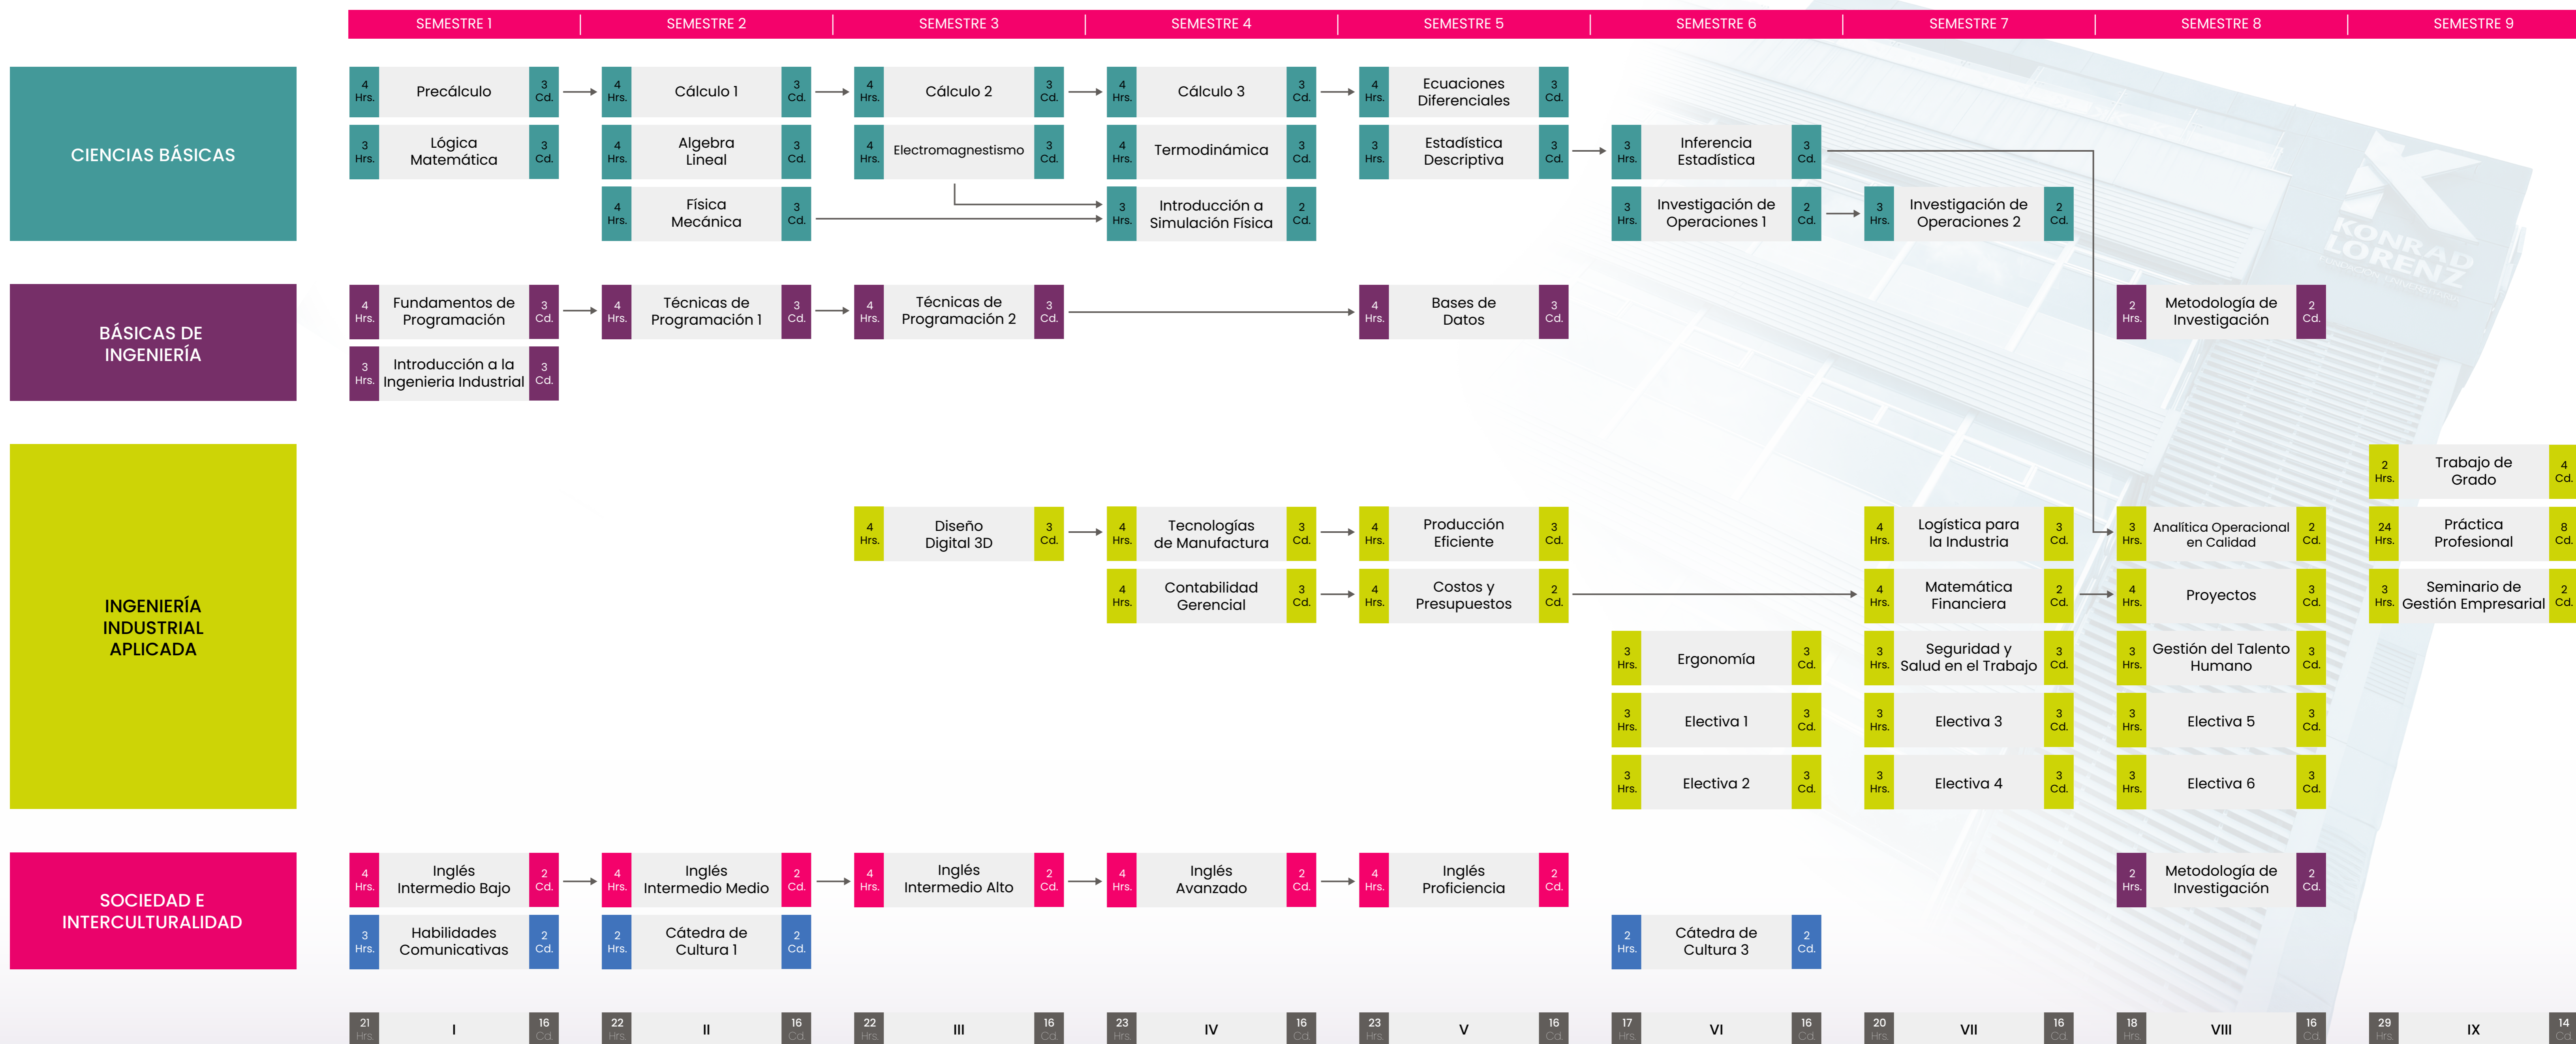 SEMESTRE 1
SEMESTRE 2
SEMESTRE 3
SEMESTRE 4
SEMESTRE 5
SEMESTRE 6
SEMESTRE 7
SEMESTRE 8
SEMESTRE 9
CIENCIAS BÁSICAS
4 Hrs. Precálculo 3 Cd.
4 Hrs. Cálculo 1 3 Cd.
4 Hrs. Cálculo 2 3 Cd.
4 Hrs. Cálculo 3 3 Cd.
4 Hrs. Ecuaciones
Diferenciales 3 Cd.
3 Hrs. Lógica
Matemática 3 Cd.
4 Hrs. Algebra
Lineal 3 Cd.
4 Hrs. Electromagnestismo 3 Cd.
4 Hrs. Termodinámica 3 Cd.
3 Hrs. Estadística
Descriptiva 3 Cd.
3 Hrs. Inferencia
Estadística 3 Cd.
4 Hrs. Física
Mecánica 3 Cd.
3 Hrs. Introducción a
Simulación Física 2 Cd.
3 Hrs. Investigación de
Operaciones 1 2 Cd.
3 Hrs. Investigación de
Operaciones 2 2 Cd.
KONRAD
LORENZ
BÁSICAS DE
INGENIERÍA
4 Hrs. Fundamentos de
Programación 3 Cd.
4 Hrs. Técnicas de
Programación 1 3 Cd.
4 Hrs. Técnicas de
Programación 2 3 Cd.
4 Hrs. Bases de
Datos 3 Cd.
2 Hrs. Metodología de
Investigación 2 Cd.
3 Hrs. Introducción a la
Ingenieria Industrial 3 Cd.
INGENIERÍA
INDUSTRIAL
APLICADA
2 Hrs. Trabajo de
Grado 4 Cd.
4 Hrs. Diseño
Digital 3D 3 Cd.
4 Hrs. Tecnologías
de Manufactura 3 Cd.
4 Hrs. Producción
Eficiente 3 Cd.
4 Hrs. Logística para
la Industria 3 Cd.
3 Hrs. Analítica Operacional
en Calidad 2 Cd.
24 Hrs. Práctica
Profesional 8 Cd.
4 Hrs. Contabilidad
Gerencial 3 Cd.
4 Hrs. Costos y
Presupuestos 2 Cd.
4 Hrs. Matemática
Financiera 2 Cd.
4 Hrs. Proyectos 3 Cd.
3 Hrs. Seminario de
Gestión Empresarial 2 Cd.
3 Hrs. Ergonomía 3 Cd.
3 Hrs. Seguridad y
Salud en el Trabajo 3 Cd.
3 Hrs. Gestión del Talento
Humano 3 Cd.
3 Hrs. Electiva 1 3 Cd.
3 Hrs. Electiva 3 3 Cd.
3 Hrs. Electiva 5 3 Cd.
3 Hrs. Electiva 2 3 Cd.
3 Hrs. Electiva 4 3 Cd.
3 Hrs. Electiva 6 3 Cd.
SOCIEDAD E
INTERCULTURALIDAD
4 Hrs. Inglés
Intermedio Bajo 2 Cd.
4 Hrs. Inglés
Intermedio Medio 2 Cd.
4 Hrs. Inglés
Intermedio Alto 2 Cd.
4 Hrs. Inglés
Avanzado 2 Cd.
4 Hrs. Inglés
Proficiencia 2 Cd.
2 Hrs. Metodología de
Investigación 2 Cd.
3 Hrs. Habilidades
Comunicativas 2 Cd.
2 Hrs. Cátedra de
Cultura 1 2 Cd.
2 Hrs. Cátedra de
Cultura 3 2 Cd.
21 Hrs. I 16 Cd.
22 Hrs. II 16 Cd.
22 Hrs. III 16 Cd.
23 Hrs. IV 16 Cd.
23 Hrs. V 16 Cd.
17 Hrs. VI 16 Cd.
20 Hrs. VII 16 Cd.
18 Hrs. VIII 16 Cd.
29 Hrs. IX 14 Cd.